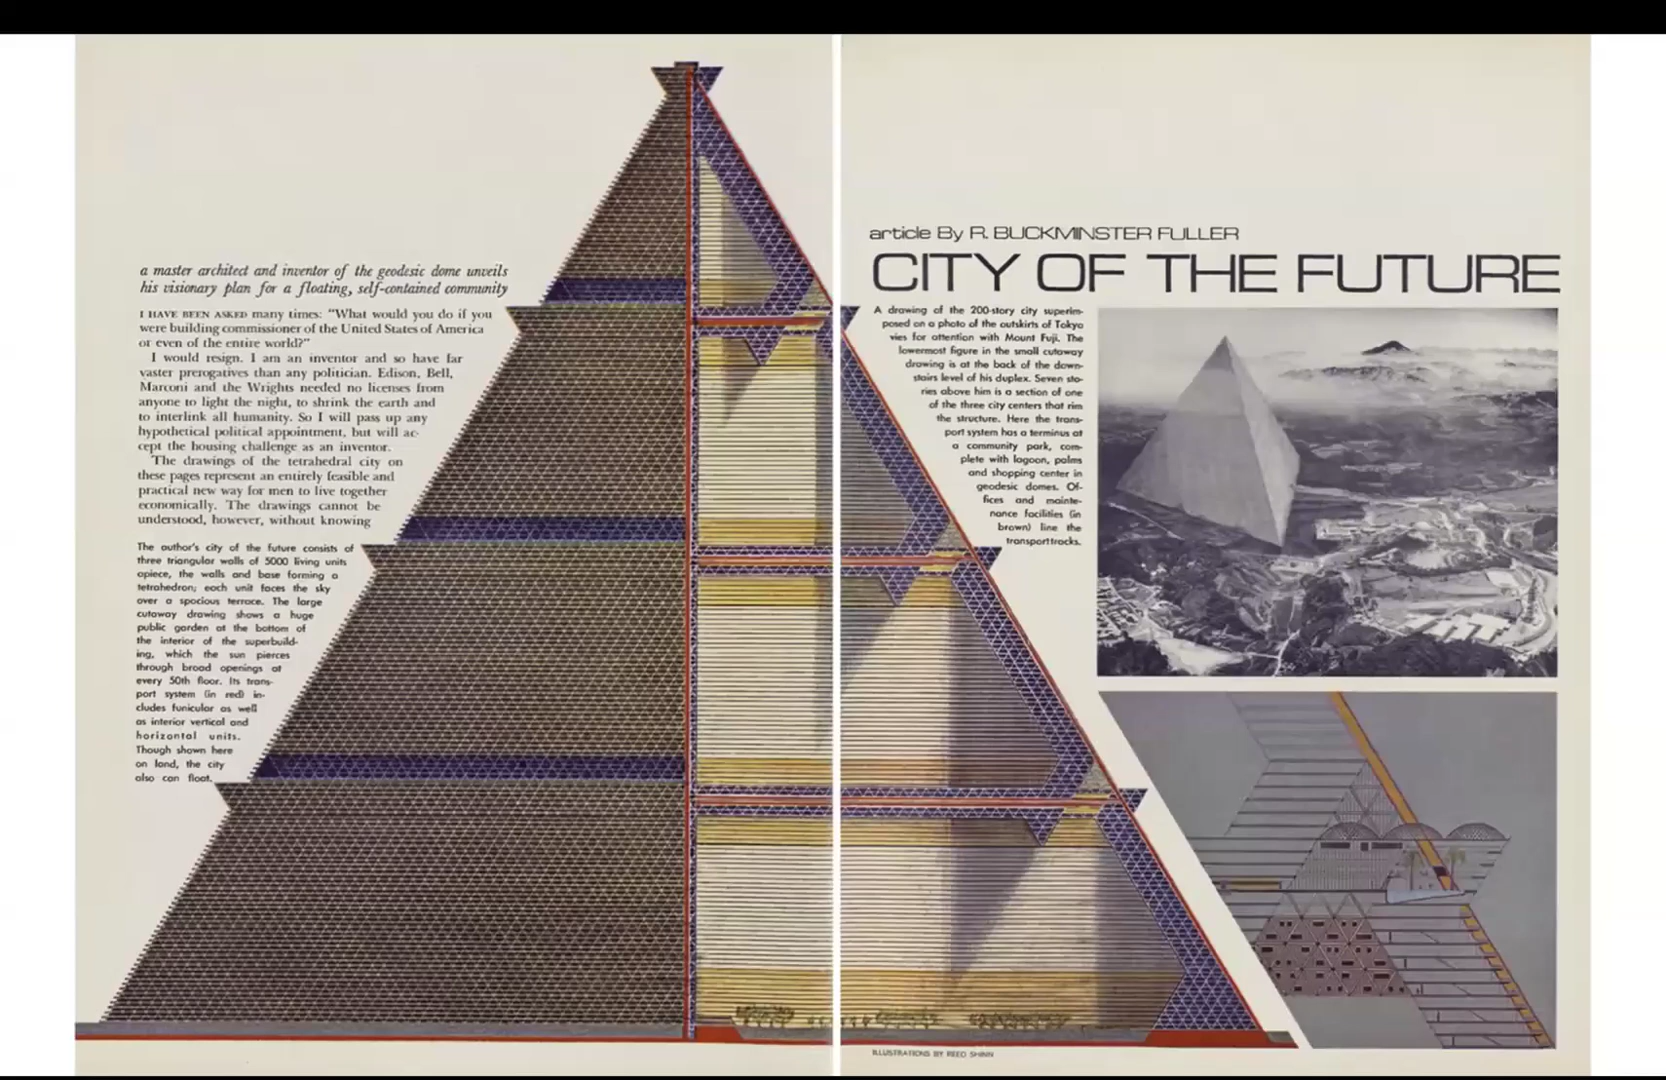 a master architect and inventor of the geodesic dome unveils
his visionary plan for a floating, self-contained community
I HAVE BEEN ASKED many times: "What would you do if you
were building commissioner of the United States of America
or even of the entire world?"
I would resign. I am an inventor and so have far
vaster prerogatives than any politician. Edison, Bell,
Marconi and the Wrights needed no licenses from
anyone to light the night, to shrink the earth and
to interlink all humanity. So I will pass up any
hypothetical political appointment, but will ac-
cept the housing challenge as an inventor.
The drawings of the tetrahedral city on
these pages represent an entirely feasible and
practical new way for men to live together
economically. The drawings cannot be
understood, however, without knowing
The author's city of the future consists of
three triangular walls of 5000 living units
apiece, the walls and base forming a
tetrahedron; each unit faces the sky
over a spacious terrace. The large
cutaway drawing shows a huge
public garden at the bottom of
the interior of the superbuild-
ing, which the sun pierces
through broad openings at
every 50th floor. Its trans-
port system (in red) in-
cludes funicular as well
as interior vertical and
horizontal units.
Though shown here
on land, the city
also can float.
article By R. BUCKMINSTER FULLER
CITY OF THE FUTURE
A drawing of the 200-story city superim-
posed on a photo of the outskirts of Tokyo
vies for attention with Mount Fuji. The
lowermost figure in the small cutaway
drawing is at the back of the down-
stairs level of his duplex. Seven sto-
ries above him is a section of one
of the three city centers that rim
the structure. Here the trans-
port system has a terminus at
a community park, com-
plete with lagoon, palms
and shopping center in
geodesic domes. Of-
fices and mainte-
nance facilities (in
brown) line the
transport tracks.
ILLUSTRATIONS BY REED SHINN